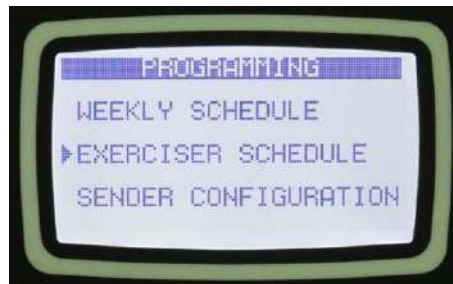 PROGRAMMING
WEEKLY SCHEDULE
EXERCISER SCHEDULE
SENDER CONFIGURATION